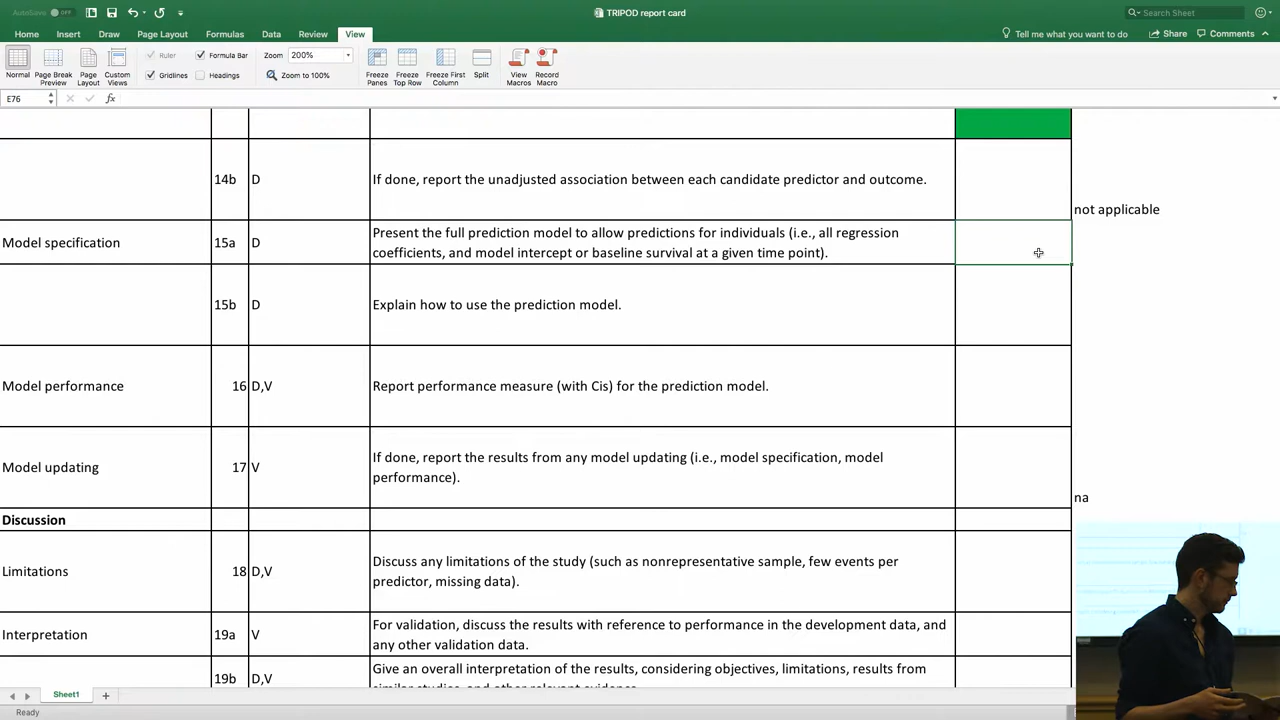 AutoSave OFF
TRIPOD report card
Search Sheet
Home Insert Draw Page Layout Formulas Data Review View
Tell me what you want to do Share Comments
Normal
Page Break
Preview
Page
Layout
Custom
Views
Ruler
Gridlines
Formula Bar
Headings
Zoom 200%
Zoom to 100%
Freeze
Panes
Freeze
Top Row
Freeze First
Column
Split
View
Macros
Record
Macro
E76 fx
14b D If done, report the unadjusted association between each candidate predictor and outcome.
not applicable
Model specification 15a D Present the full prediction model to allow predictions for individuals (i.e., all regression
coefficients, and model intercept or baseline survival at a given time point).
15b D Explain how to use the prediction model.
Model performance 16 D,V Report performance measure (with Cis) for the prediction model.
Model updating 17 V If done, report the results from any model updating (i.e., model specification, model
performance).
na
Discussion
Limitations 18 D,V Discuss any limitations of the study (such as nonrepresentative sample, few events per
predictor, missing data).
Interpretation 19a V For validation, discuss the results with reference to performance in the development data, and
any other validation data.
19b D,V Give an overall interpretation of the results, considering objectives, limitations, results from
similar studies, and other relevant evidence.
Sheet1
Ready